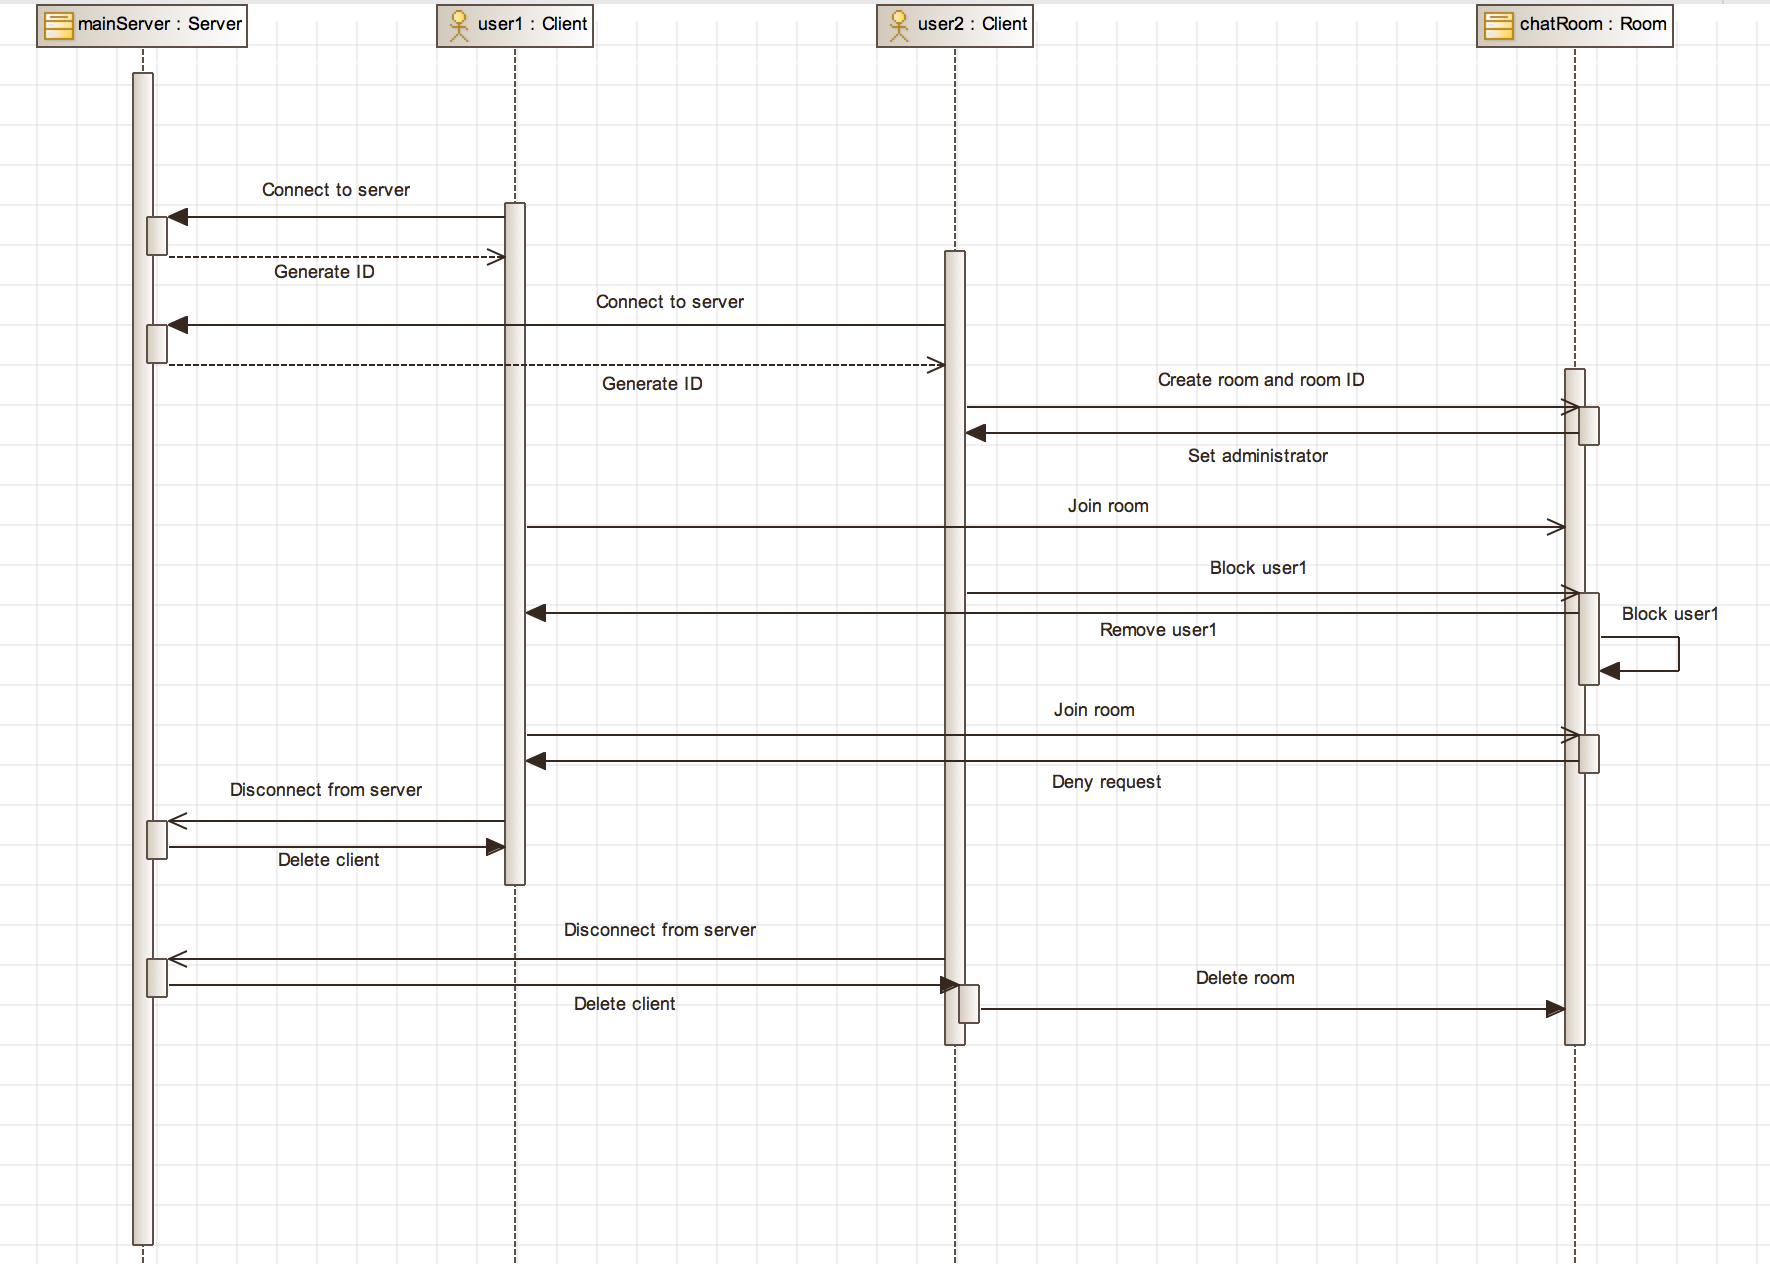 mainServer : Server
user1 : Client
user2 : Client
chatRoom : Room
Connect to server
Generate ID
Connect to server
Generate ID
Create room and room ID
Set administrator
Join room
Block user1
Block user1
Remove user1
Join room
Deny request
Disconnect from server
Delete client
Disconnect from server
Delete room
Delete client